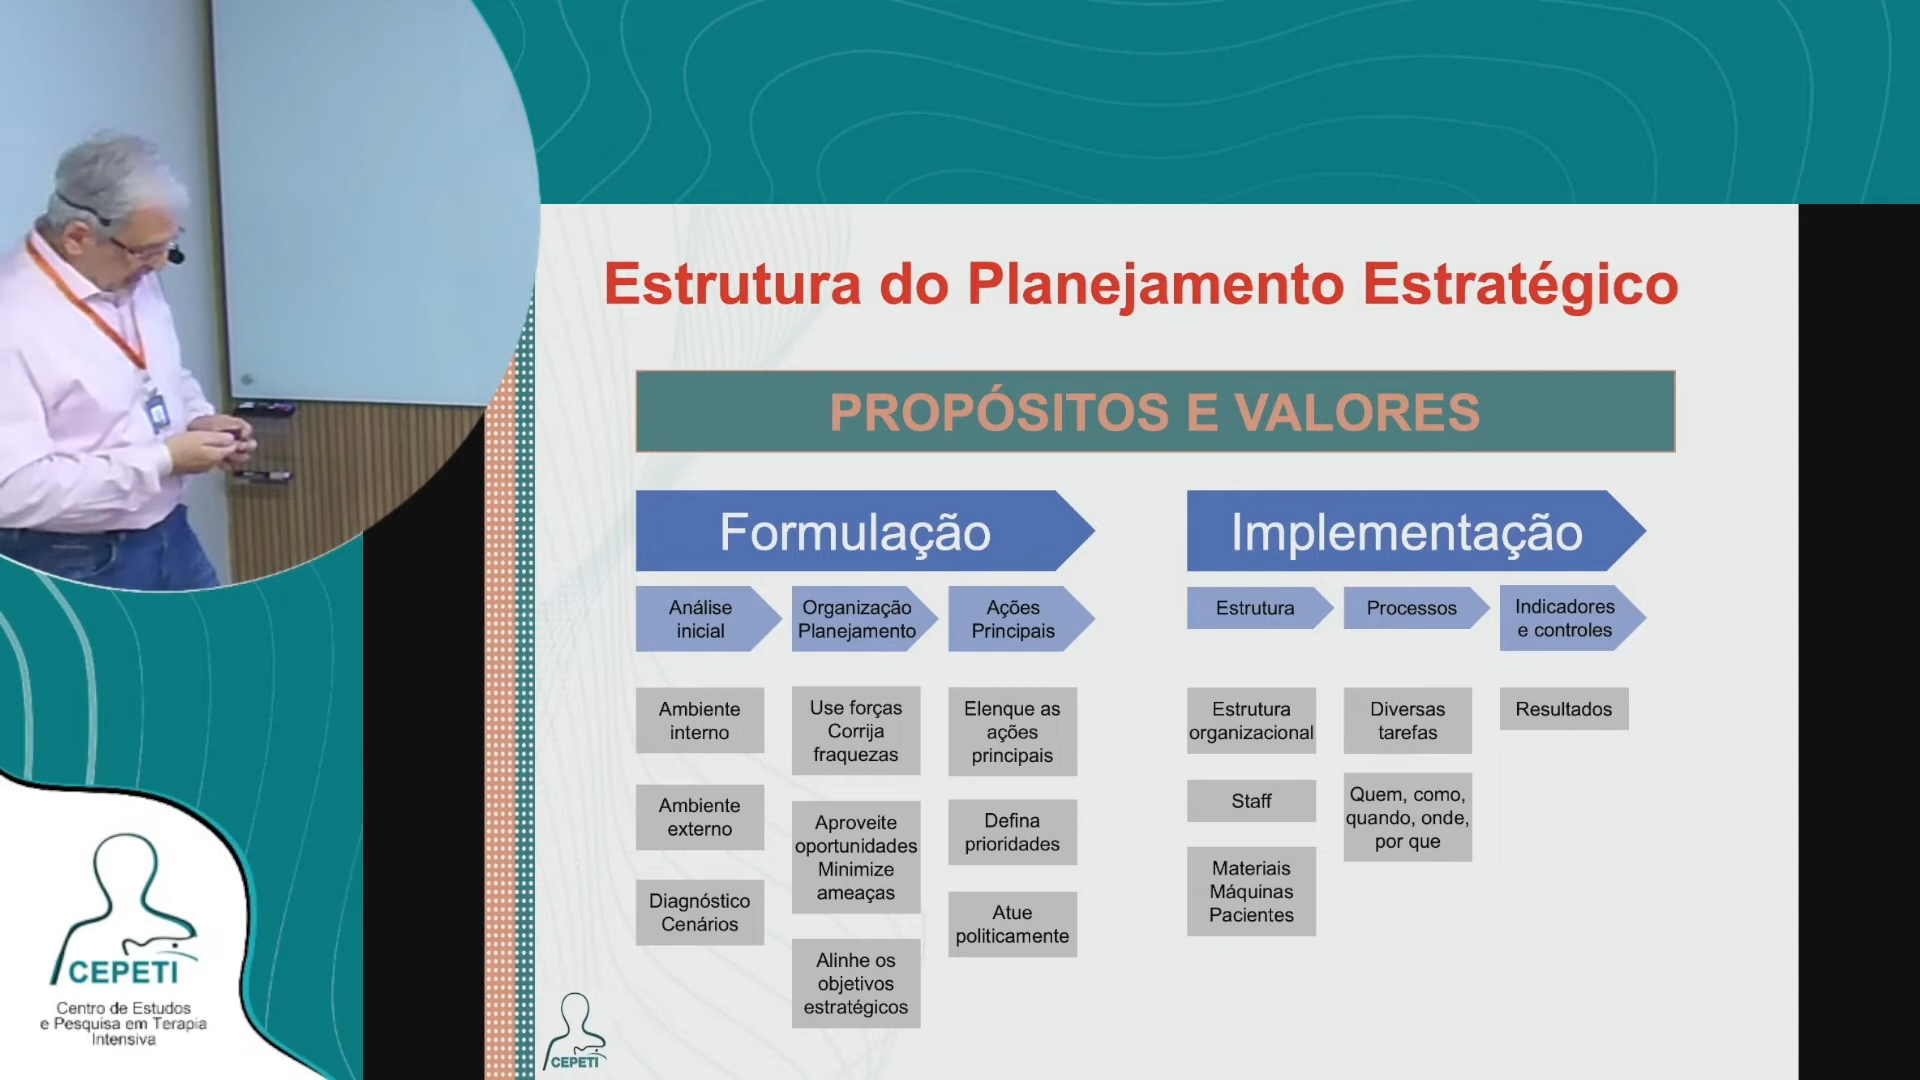 Estrutura do Planejamento Estratégico
PROPÓSITOS E VALORES
Formulação
Análise
inicial
Organização
Planejamento
Ações
Principais
Ambiente
interno
Ambiente
externo
Diagnóstico
Cenários
Use forças
Corrija
fraquezas
Aproveite
oportunidades
Minimize
ameaças
Alinhe os
objetivos
estratégicos
Elenque as
ações
principais
Defina
prioridades
Atue
politicamente
Implementação
Estrutura
Processos
Indicadores
e controles
Estrutura
organizacional
Staff
Materiais
Máquinas
Pacientes
Diversas
tarefas
Quem, como,
quando, onde,
por que
Resultados
CEPETI
Centro de Estudos
e Pesquisa em Terapia
Intensiva
CEPETI